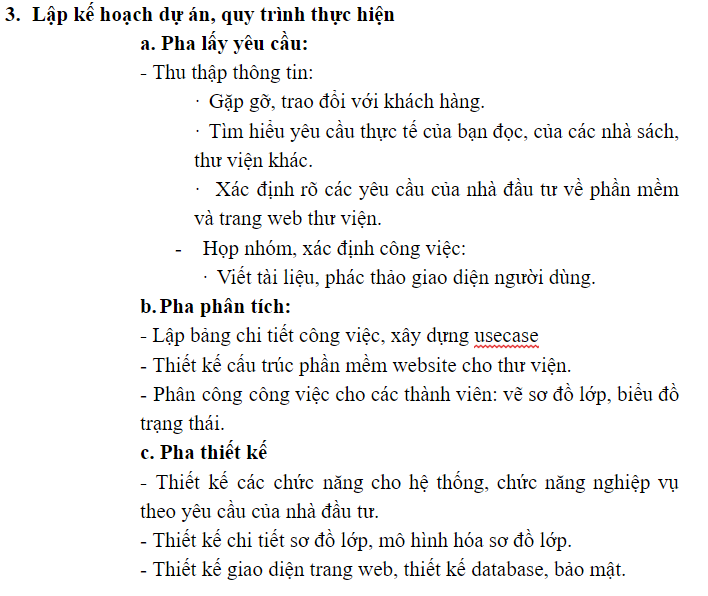 3. Lập kế hoạch dự án, quy trình thực hiện
a. Pha lấy yêu cầu:
- Thu thập thông tin:
· Gặp gỡ, trao đổi với khách hàng.
· Tìm hiểu yêu cầu thực tế của bạn đọc, của các nhà sách,
thư viện khác.
· Xác định rõ các yêu cầu của nhà đầu tư về phần mềm
và trang web thư viện.
- Họp nhóm, xác định công việc:
· Viết tài liệu, phác thảo giao diện người dùng.
b. Pha phân tích:
- Lập bảng chi tiết công việc, xây dựng usecase
- Thiết kế cấu trúc phần mềm website cho thư viện.
- Phân công công việc cho các thành viên: vẽ sơ đồ lớp, biểu đồ
trạng thái.
c. Pha thiết kế
- Thiết kế các chức năng cho hệ thống, chức năng nghiệp vụ
theo yêu cầu của nhà đầu tư.
- Thiết kế chi tiết sơ đồ lớp, mô hình hóa sơ đồ lớp.
- Thiết kế giao diện trang web, thiết kế database, bảo mật.